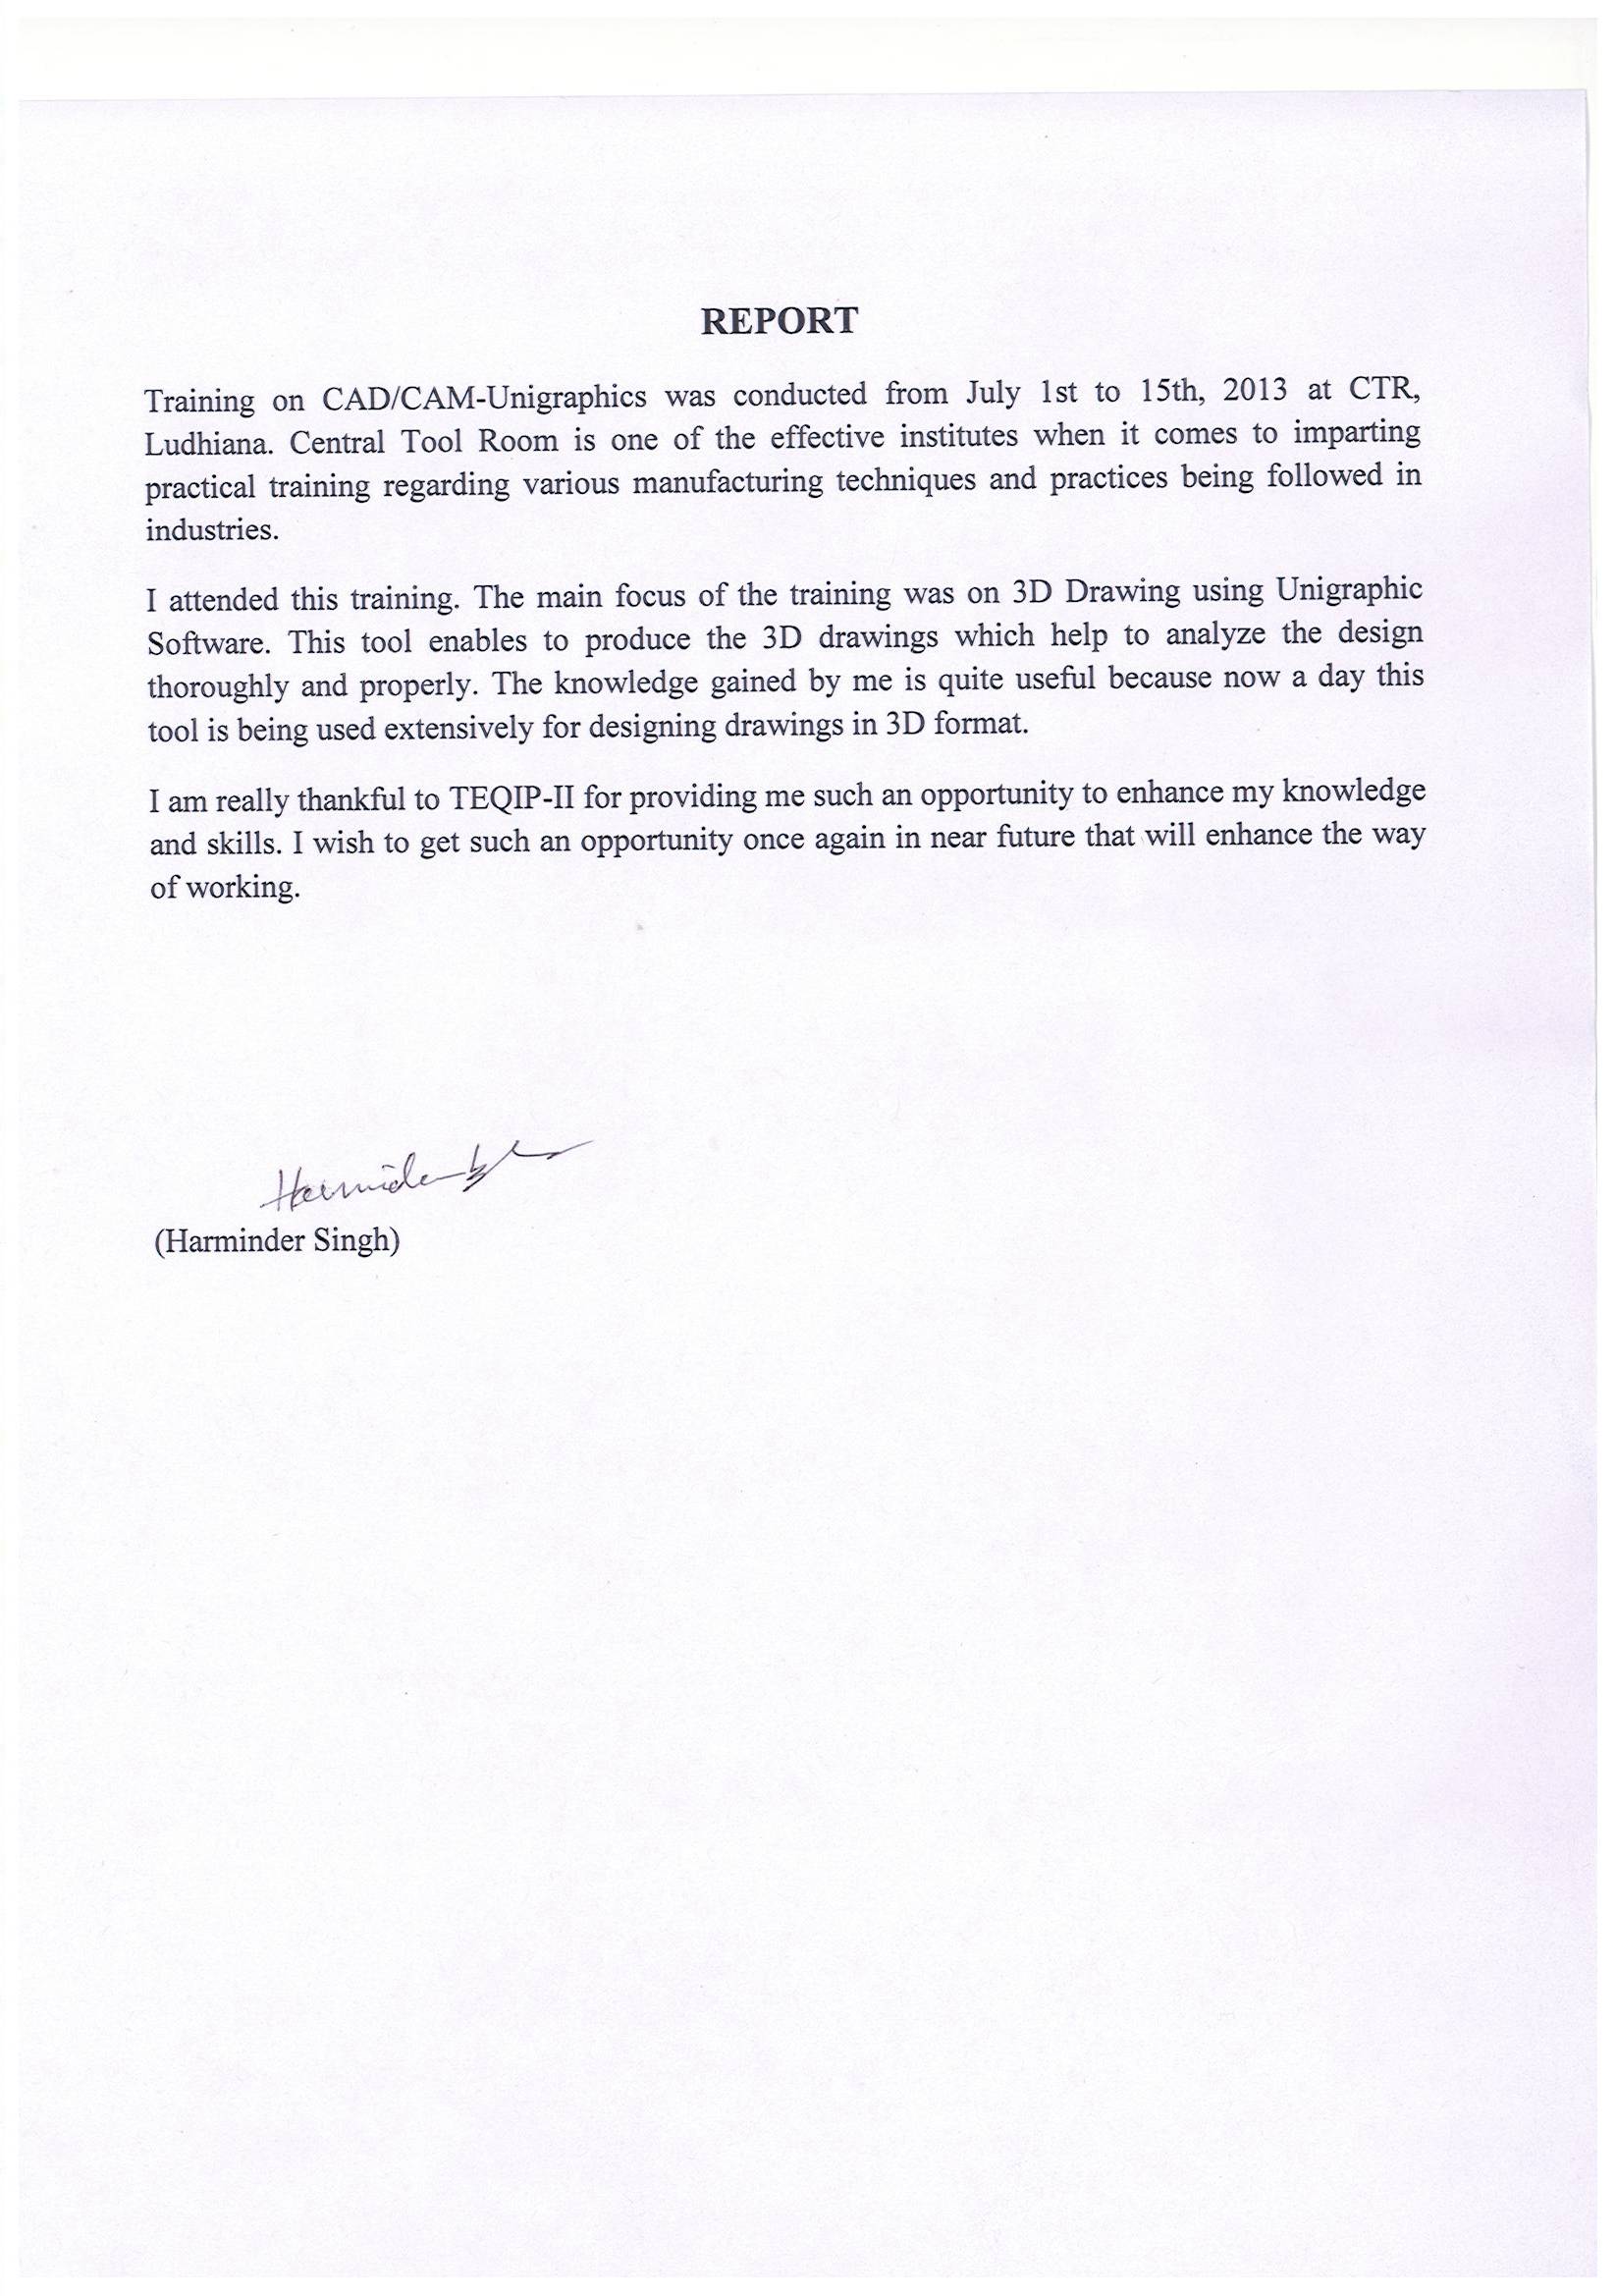 REPORT
Training on CAD/CAM-Unigraphics was conducted from July 1st to 15th, 2013 at CTR,
Ludhiana. Central Tool Room is one of the effective institutes when it comes to imparting
practical training regarding various manufacturing techniques and practices being followed in
industries.
I attended this training. The main focus of the training was on 3D Drawing using Unigraphic
Software. This tool enables to produce the 3D drawings which help to analyze the design
thoroughly and properly. The knowledge gained by me is quite useful because now a day this
tool is being used extensively for designing drawings in 3D format.
I am really thankful to TEQIP-II for providing me such an opportunity to enhance my knowledge
and skills. I wish to get such an opportunity once again in near future that will enhance the way
of working.
Harminder
(Harminder Singh)